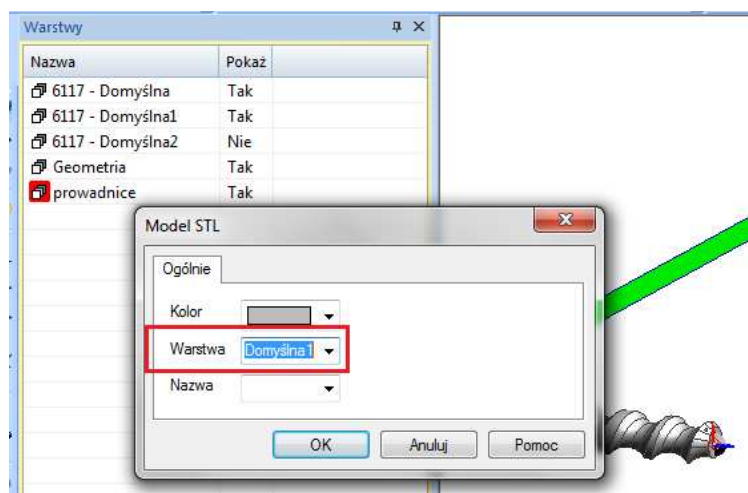 Warstwy
Nazwa Pokaż
6117 - Domyślna Tak
6117 - Domyślna1 Tak
6117 - Domyślna2 Nie
Geometria Tak
prowadnice Tak
Model STL
Ogólnie
Kolor
Warstwa Domyślna1
Nazwa
OK Anuluj Pomoc